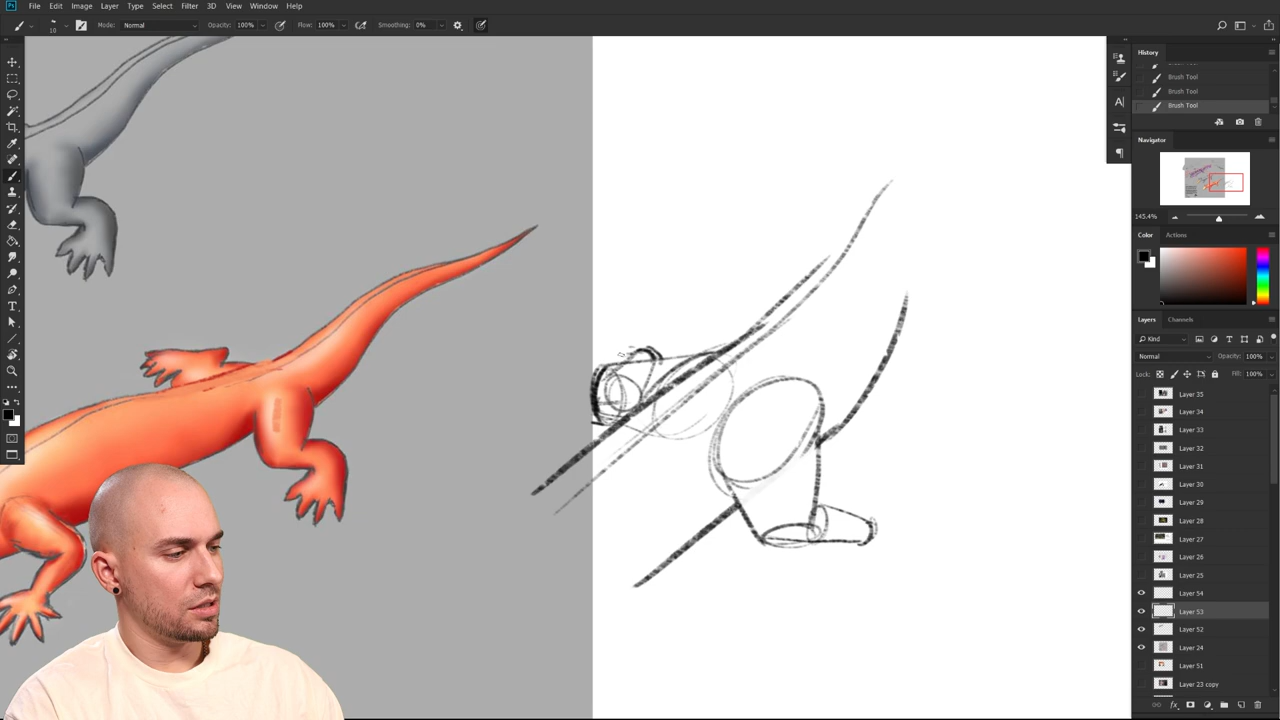 Ps File Edit Image Layer Type Select Filter 3D View Window Help
10 Mode: Normal Opacity: 100% Flow: 100% Smoothing: 0%
History
Brush Tool
Brush Tool
Brush Tool
Navigator
145.4%
Color Actions
Layers Channels
Kind
Normal Opacity: 100%
Lock: Fill: 100%
Layer 35
Layer 34
Layer 33
Layer 32
Layer 31
Layer 30
Layer 29
Layer 28
Layer 27
Layer 26
Layer 25
Layer 54
Layer 53
Layer 52
Layer 24
Layer 51
Layer 23 copy